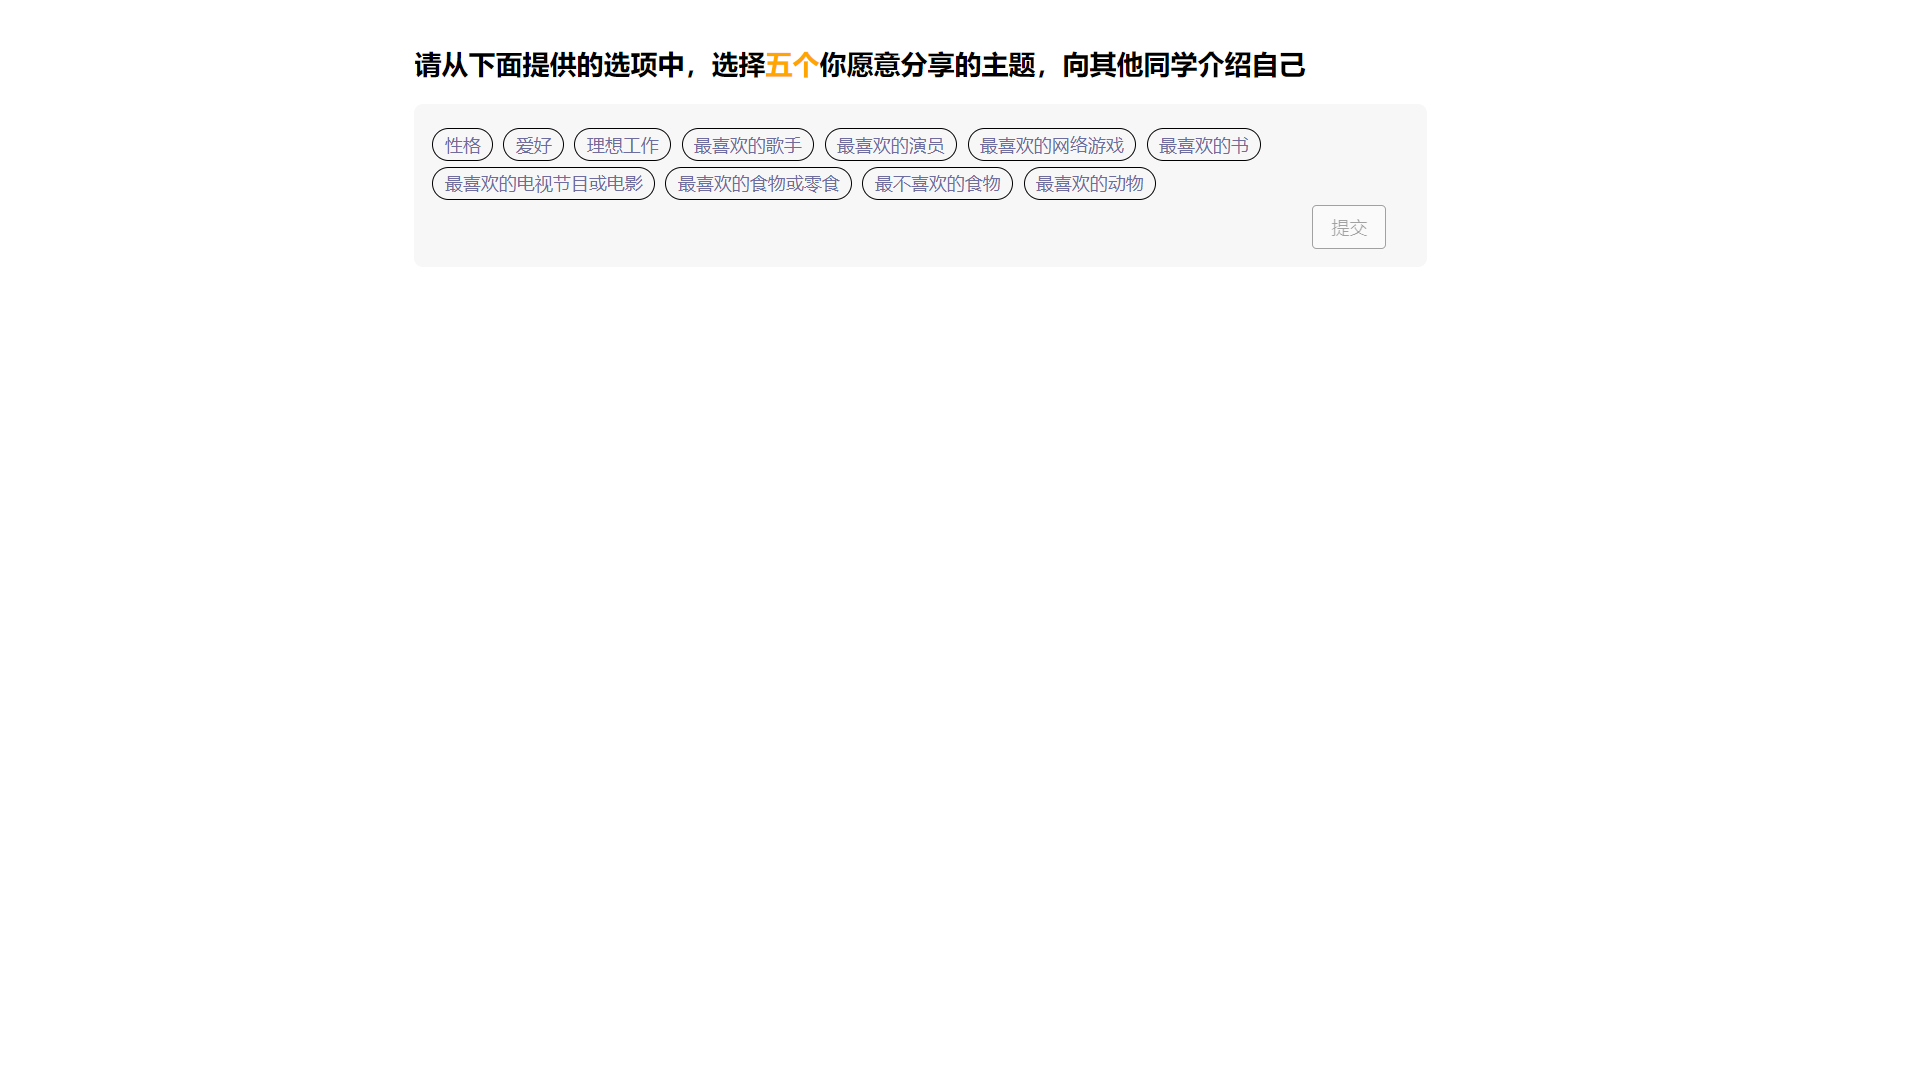 请从下面提供的选项中，选择五个你愿意分享的主题，向其他同学介绍自己
性格 爱好 理想工作 最喜欢的歌手 最喜欢的演员 最喜欢的网络游戏 最喜欢的书
最喜欢的电视节目或电影 最喜欢的食物或零食 最不喜欢的食物 最喜欢的动物
提交